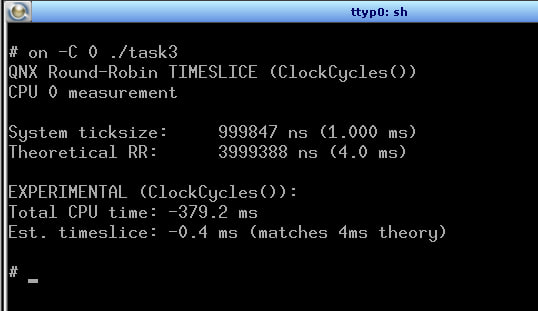 ttyp0: sh
# on -C 0 ./task3
QNX Round-Robin TIMESLICE (ClockCycles())
CPU 0 measurement
System ticksize: 999847 ns (1.000 ms)
Theoretical RR: 3999388 ns (4.0 ms)
EXPERIMENTAL (ClockCycles()):
Total CPU time: -379.2 ms
Est. timeslice: -0.4 ms (matches 4ms theory)
# _